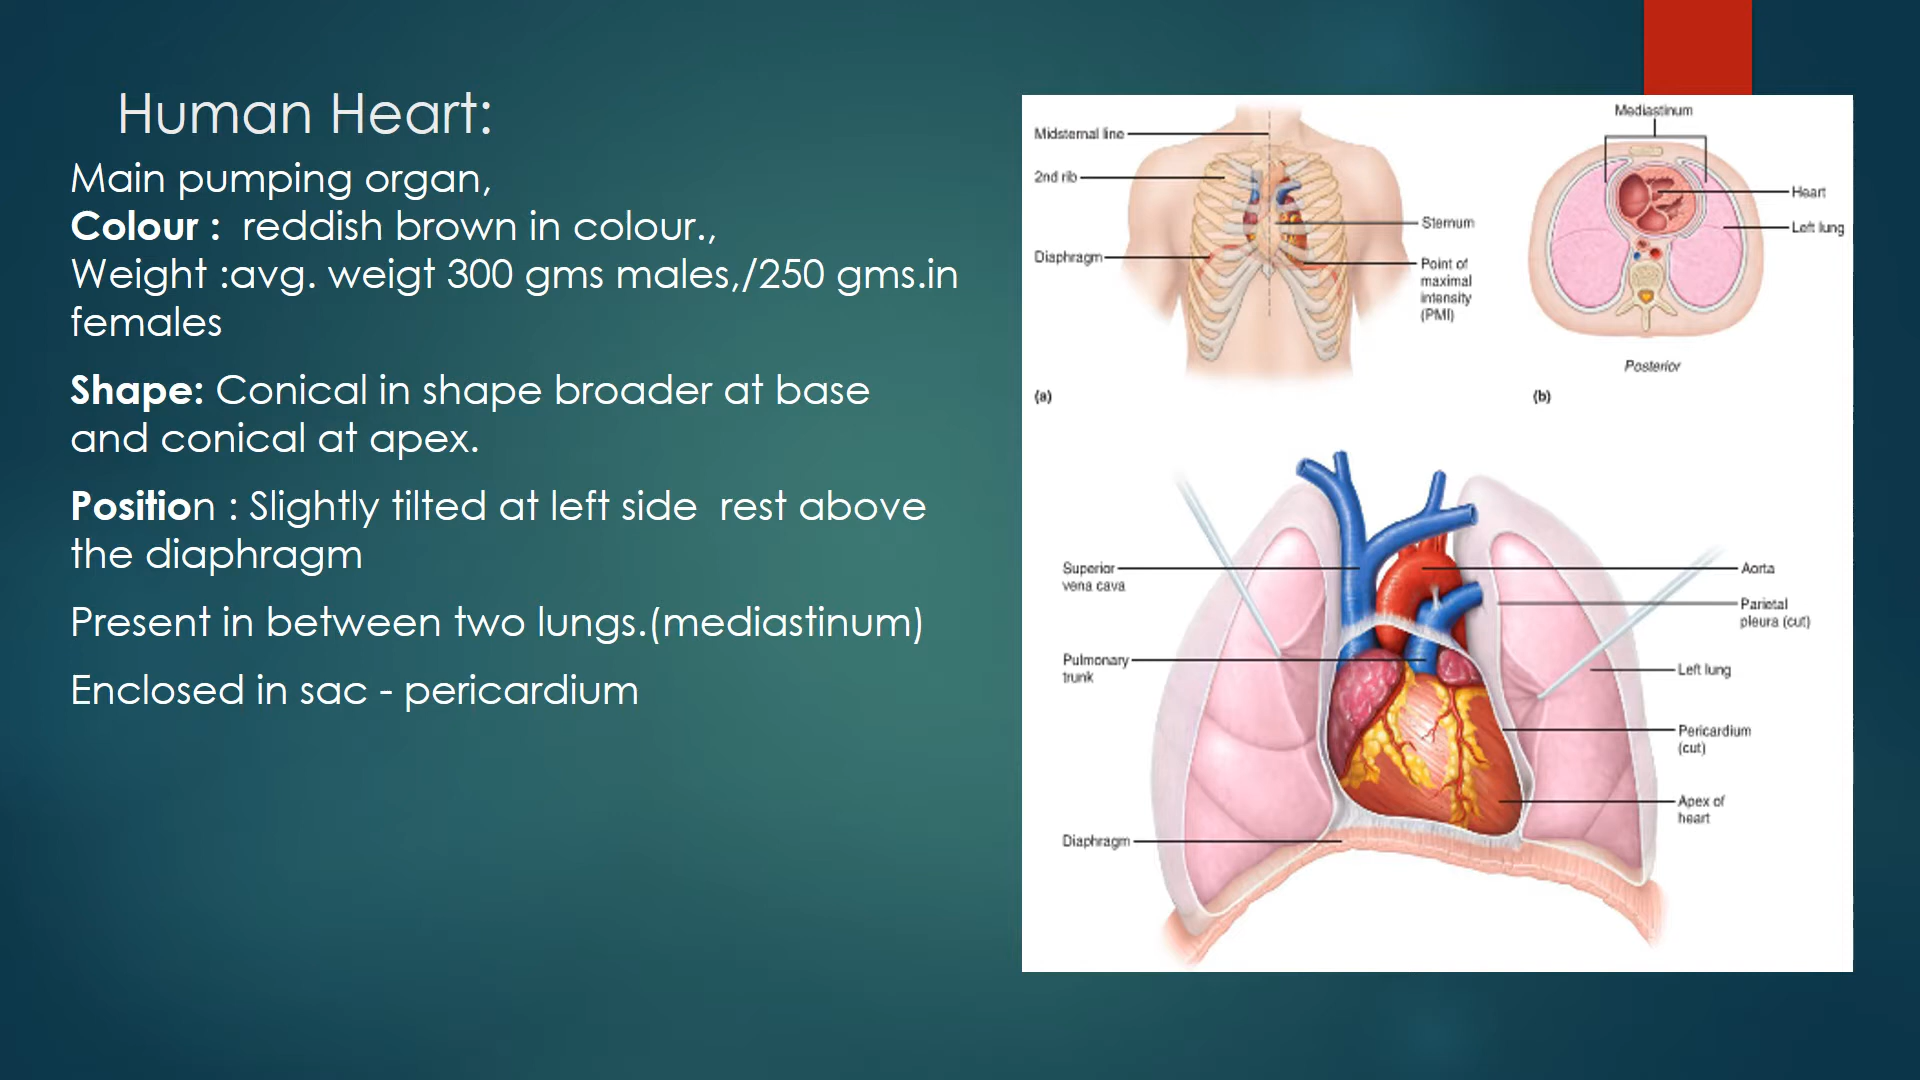 Human Heart:
Main pumping organ,
Colour :  reddish brown in colour.,
Weight :avg. weigt 300 gms males,/250 gms.in
females
Shape: Conical in shape broader at base
and conical at apex.
Position : Slightly tilted at left side  rest above
the diaphragm
Present in between two lungs.(mediastinum)
Enclosed in sac - pericardium
Midsternal line
2nd rib
Diaphragm
Sternum
Point of
maximal
intensity
(PMI)
(a)
Mediastinum
Heart
Left lung
Posterior
(b)
Superior
vena cava
Pulmonary
trunk
Diaphragm
Aorta
Parietal
pleura (cut)
Left lung
Pericardium
(cut)
Apex of
heart